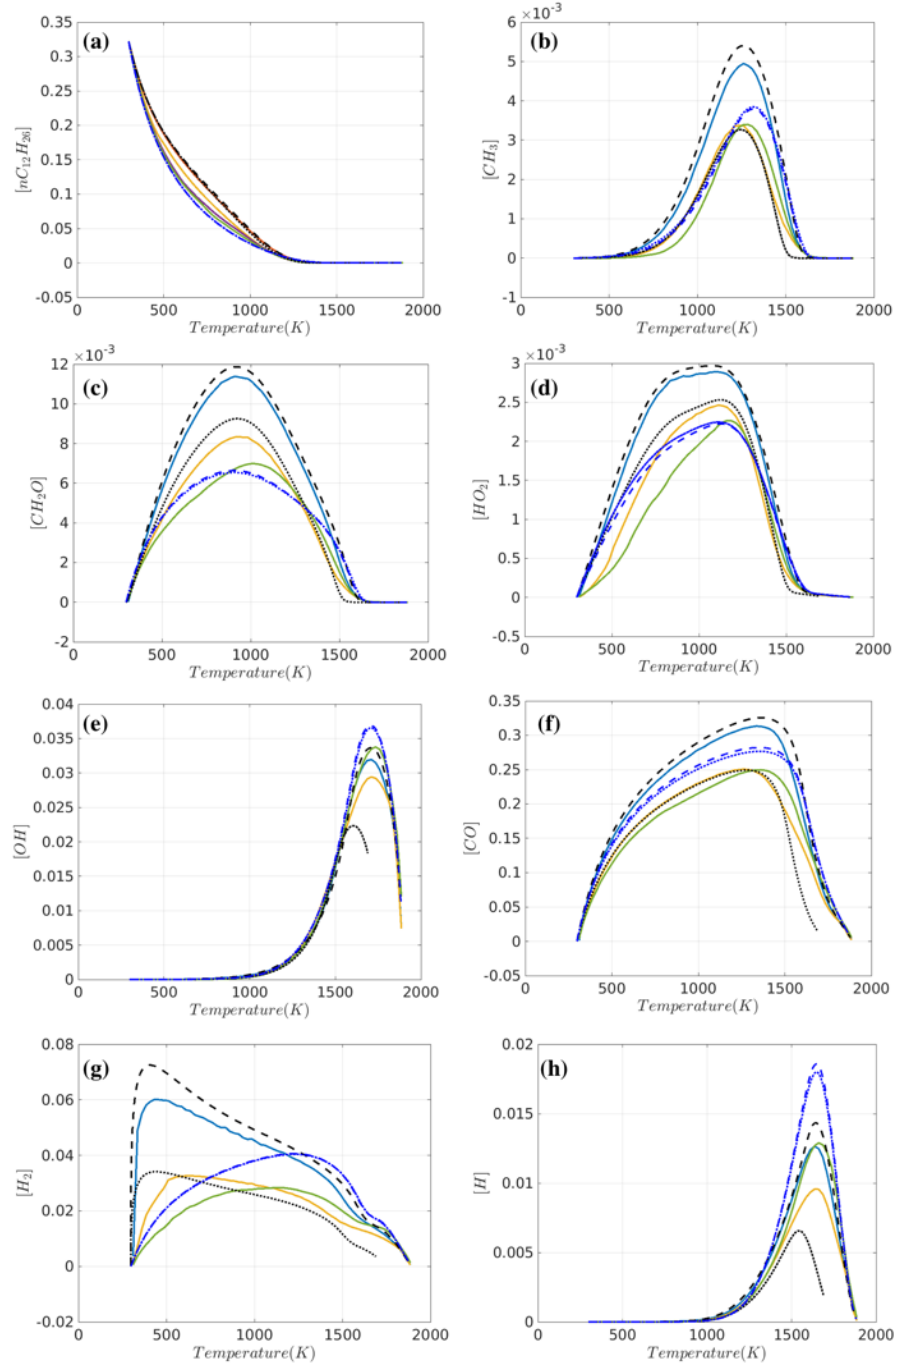 (a)
0.35
0.3
0.25
0.2
0.15
0.1
0.05
0
-0.05
[nC12H26]
0 500 1000 1500 2000
Temperature(K)
(b)
×10-3
6
5
4
3
2
1
0
-1
[CH3]
0 500 1000 1500 2000
Temperature(K)
(c)
×10-3
12
10
8
6
4
2
0
-2
[CH2O]
0 500 1000 1500 2000
Temperature(K)
(d)
×10-3
3
2.5
2
1.5
1
0.5
0
-0.5
[HO2]
0 500 1000 1500 2000
Temperature(K)
(e)
0.04
0.035
0.03
0.025
0.02
0.015
0.01
0.005
0
[OH]
0 500 1000 1500 2000
Temperature(K)
(f)
0.35
0.3
0.25
0.2
0.15
0.1
0.05
0
-0.05
[CO]
0 500 1000 1500 2000
Temperature(K)
(g)
0.08
0.06
0.04
0.02
0
-0.02
[H2]
0 500 1000 1500 2000
Temperature(K)
(h)
0.02
0.015
0.01
0.005
0
[H]
0 500 1000 1500 2000
Temperature(K)